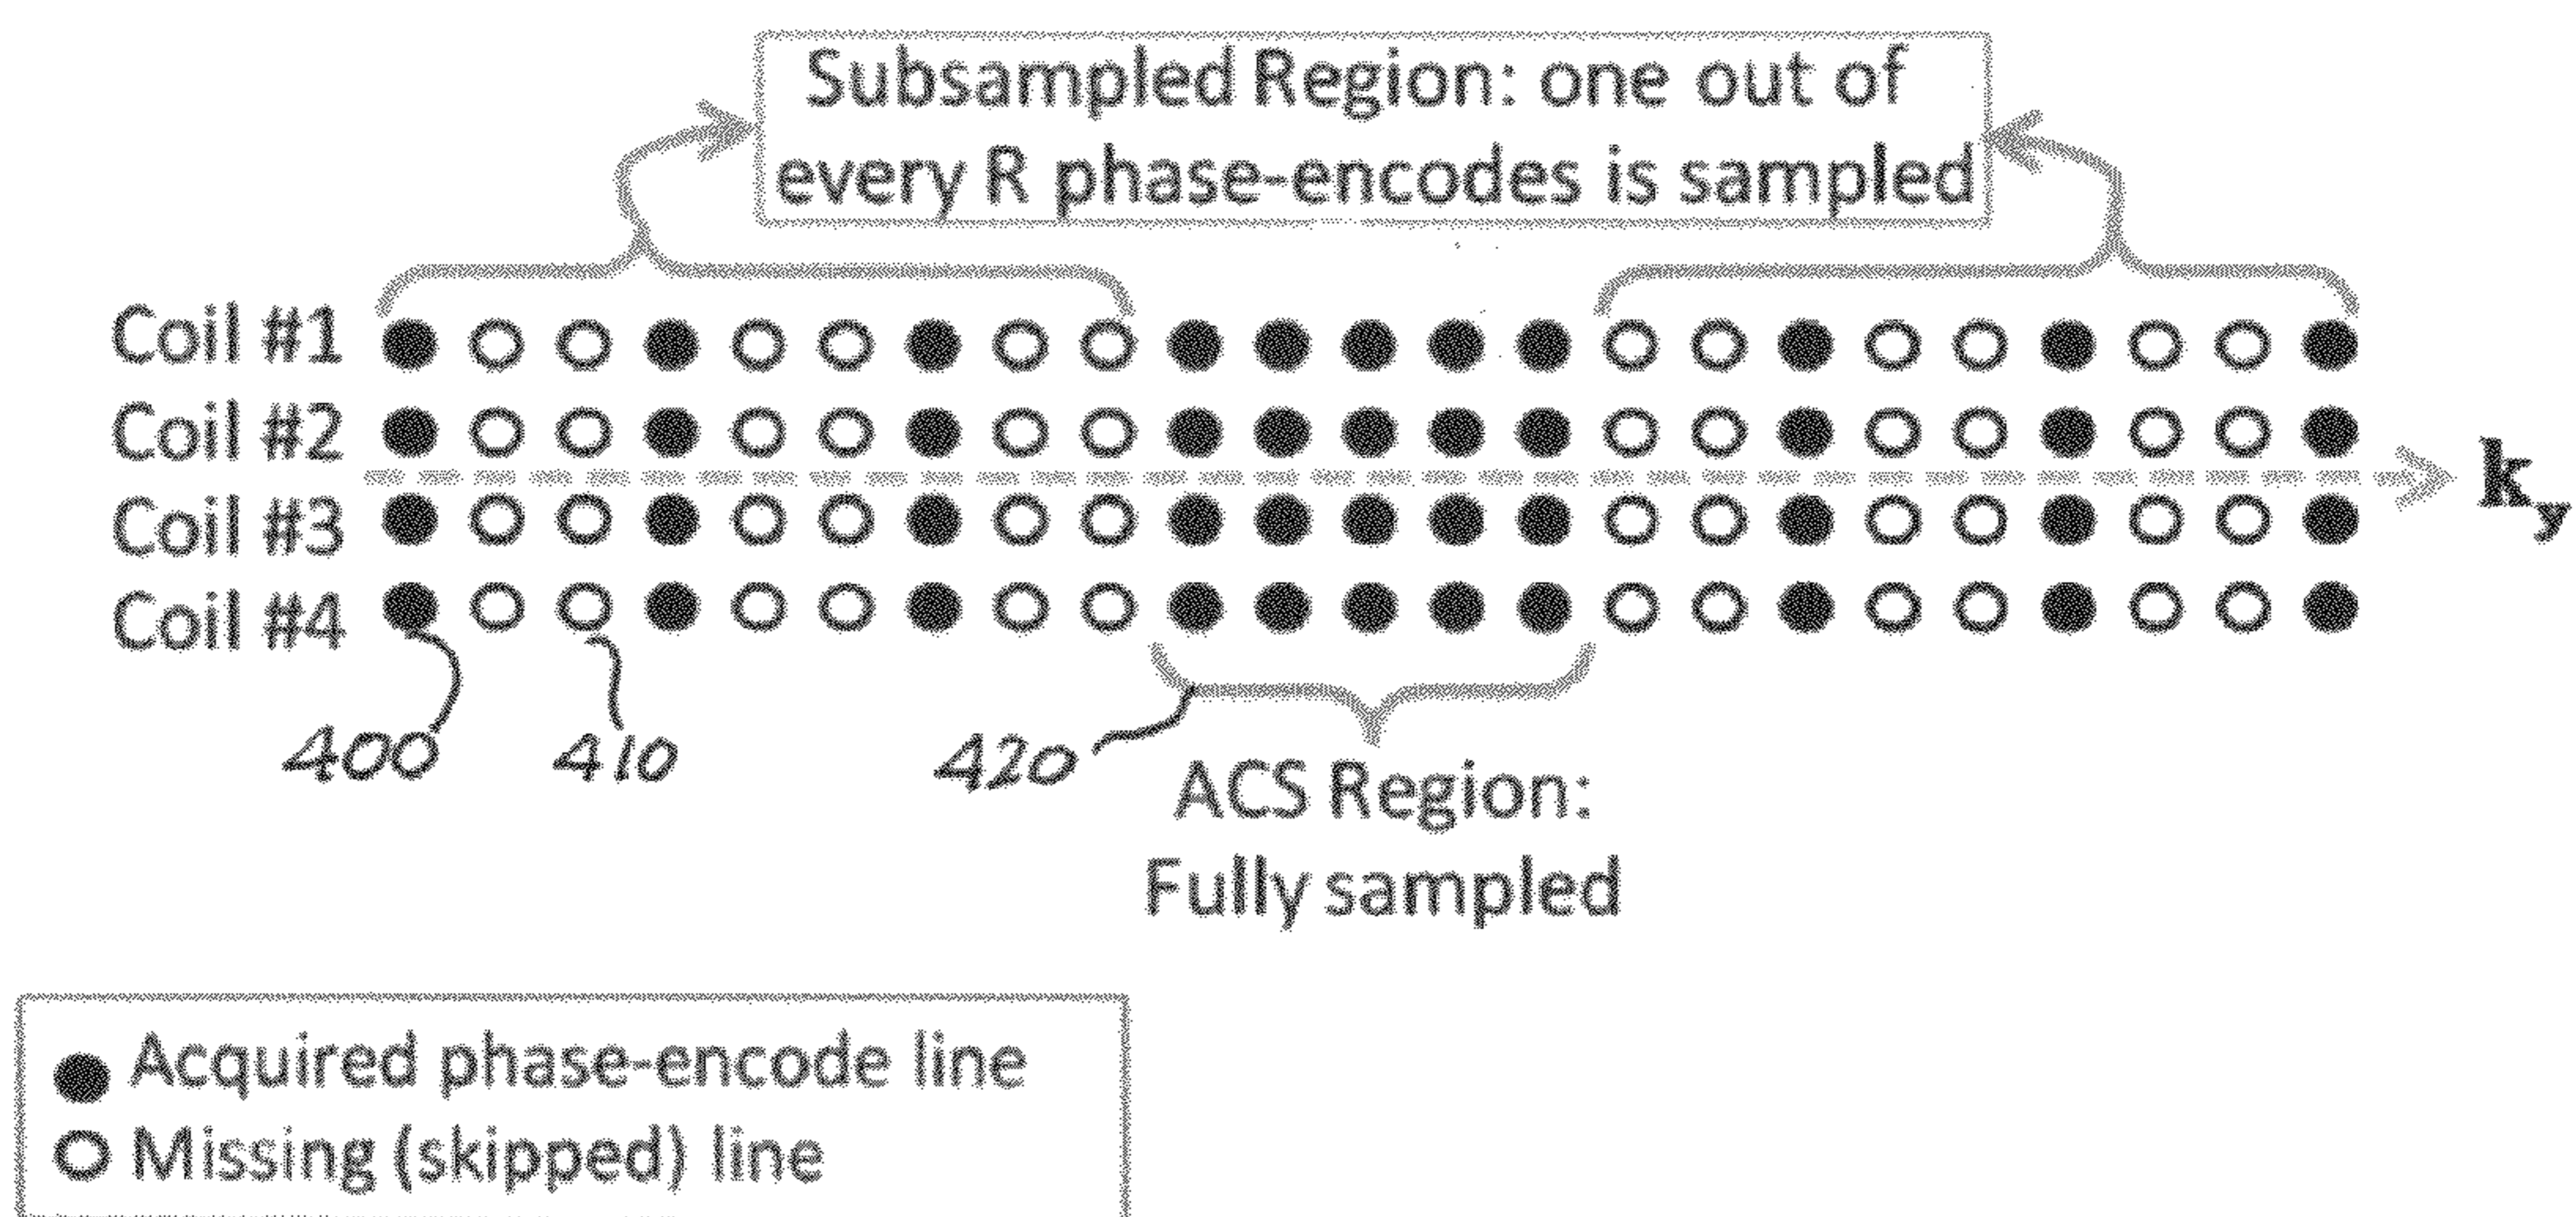 Subsampled Region: one out of
every R phase-encodes is sampled
Coil #1
Coil #2
k_y
Coil #3
Coil #4
400
410
420
ACS Region:
Fully sampled
Acquired phase-encode line
Missing (skipped) line